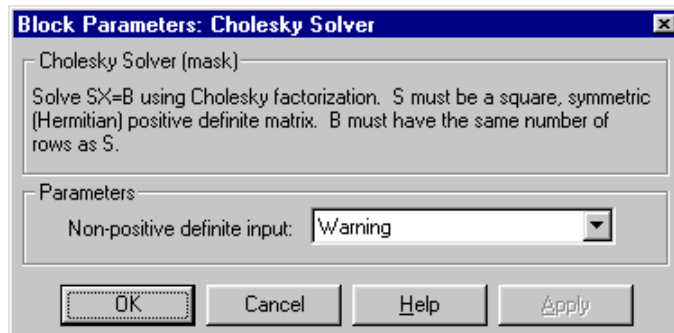 Block Parameters: Cholesky Solver
Cholesky Solver (mask)
Solve SX=B using Cholesky factorization. S must be a square, symmetric
(Hermitian) positive definite matrix. B must have the same number of
rows as S.
Parameters
Non-positive definite input: Warning
OK Cancel Help Apply